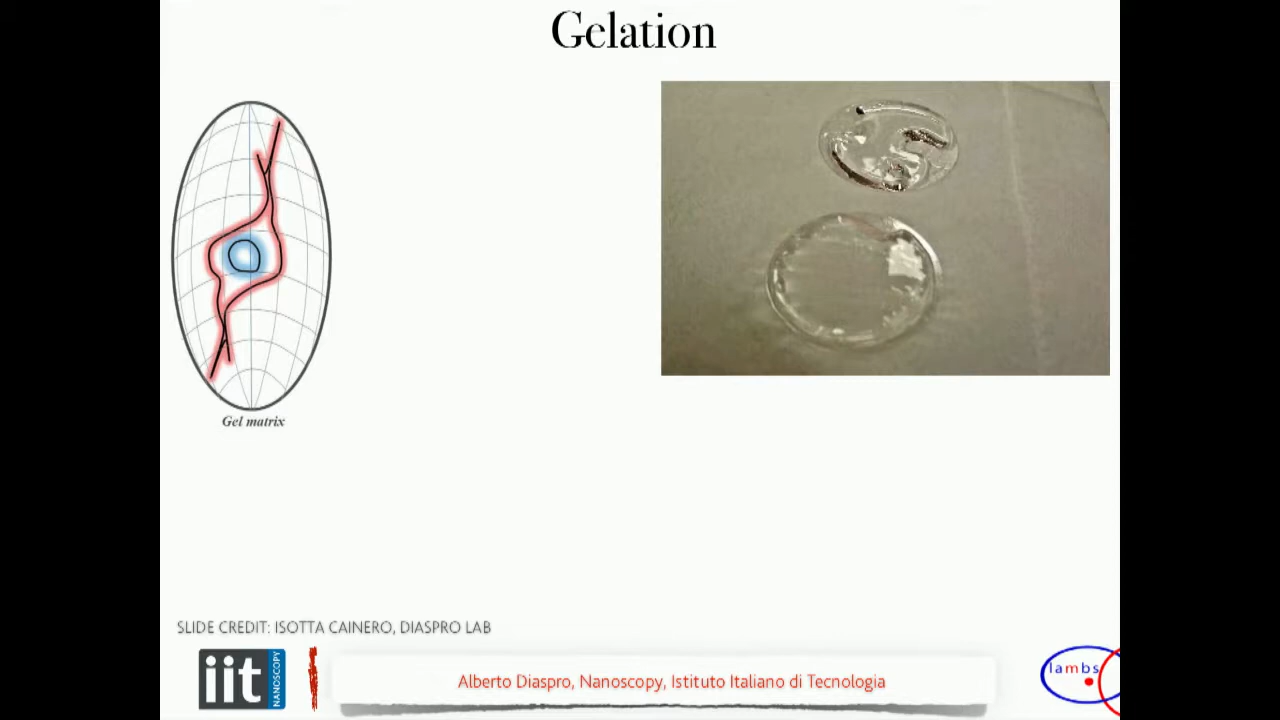 Gelation
Gel matrix
SLIDE CREDIT: ISOTTA CAINERO, DIASPRO LAB
iit
NANOSCOPY
Alberto Diaspro, Nanoscopy, Istituto Italiano di Tecnologia
lambs